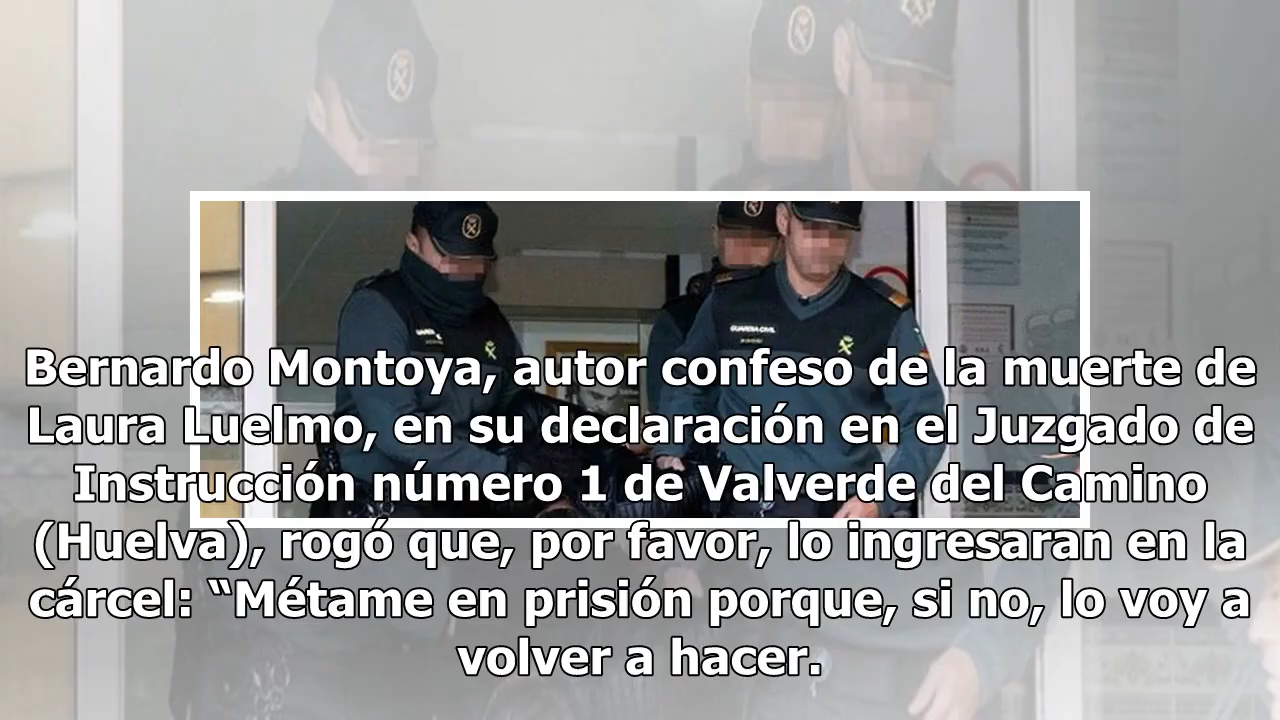 GUARDIA CIVIL
Bernardo Montoya, autor confeso de la muerte de
Laura Luelmo, en su declaración en el Juzgado de
Instrucción número 1 de Valverde del Camino
(Huelva), rogó que, por favor, lo ingresaran en la
cárcel: “Métame en prisión porque, si no, lo voy a
volver a hacer.